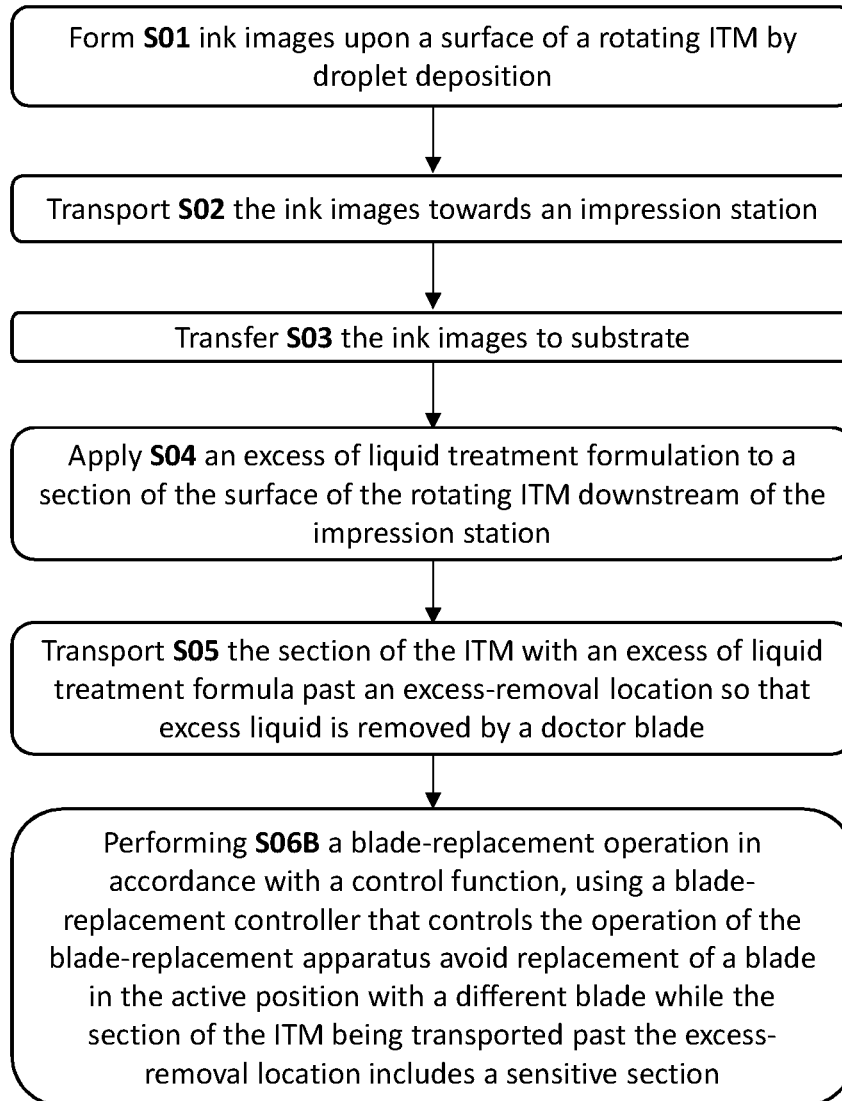 Form S01 ink images upon a surface of a rotating ITM by
droplet deposition
Transport S02 the ink images towards an impression station
Transfer S03 the ink images to substrate
Apply S04 an excess of liquid treatment formulation to a
section of the surface of the rotating ITM downstream of the
impression station
Transport S05 the section of the ITM with an excess of liquid
treatment formula past an excess-removal location so that
excess liquid is removed by a doctor blade
Performing S06B a blade-replacement operation in
accordance with a control function, using a blade-
replacement controller that controls the operation of the
blade-replacement apparatus avoid replacement of a blade
in the active position with a different blade while the
section of the ITM being transported past the excess-
removal location includes a sensitive section